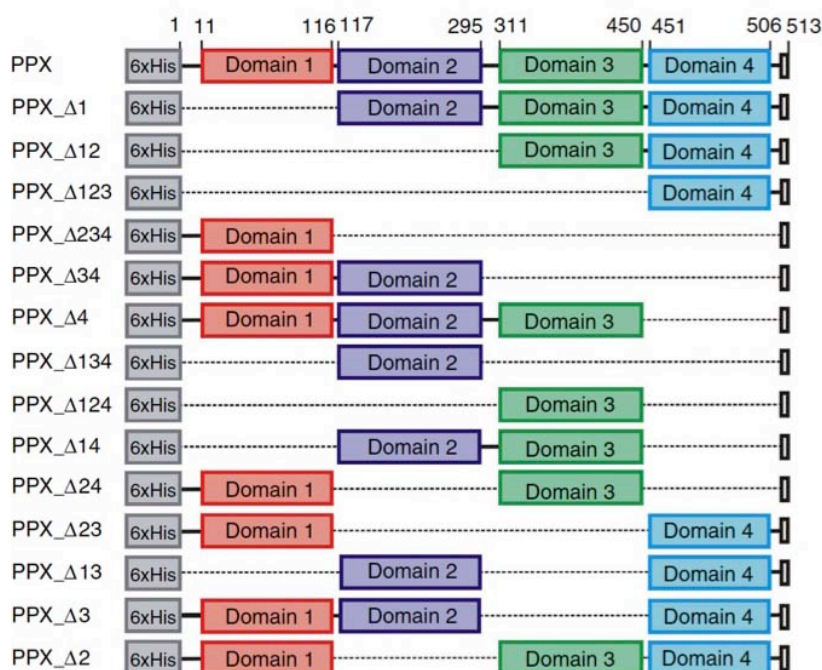 1 11 116 117 295 311 450 451 506 513
PPX 6xHis Domain 1 Domain 2 Domain 3 Domain 4
PPX_Δ1 6xHis Domain 2 Domain 3 Domain 4
PPX_Δ12 6xHis Domain 3 Domain 4
PPX_Δ123 6xHis Domain 4
PPX_Δ234 6xHis Domain 1
PPX_Δ34 6xHis Domain 1 Domain 2
PPX_Δ4 6xHis Domain 1 Domain 2 Domain 3
PPX_Δ134 6xHis Domain 2
PPX_Δ124 6xHis Domain 3
PPX_Δ14 6xHis Domain 2 Domain 3
PPX_Δ24 6xHis Domain 1 Domain 3
PPX_Δ23 6xHis Domain 1 Domain 4
PPX_Δ13 6xHis Domain 2 Domain 4
PPX_Δ3 6xHis Domain 1 Domain 2 Domain 4
PPX_Δ2 6xHis Domain 1 Domain 3 Domain 4